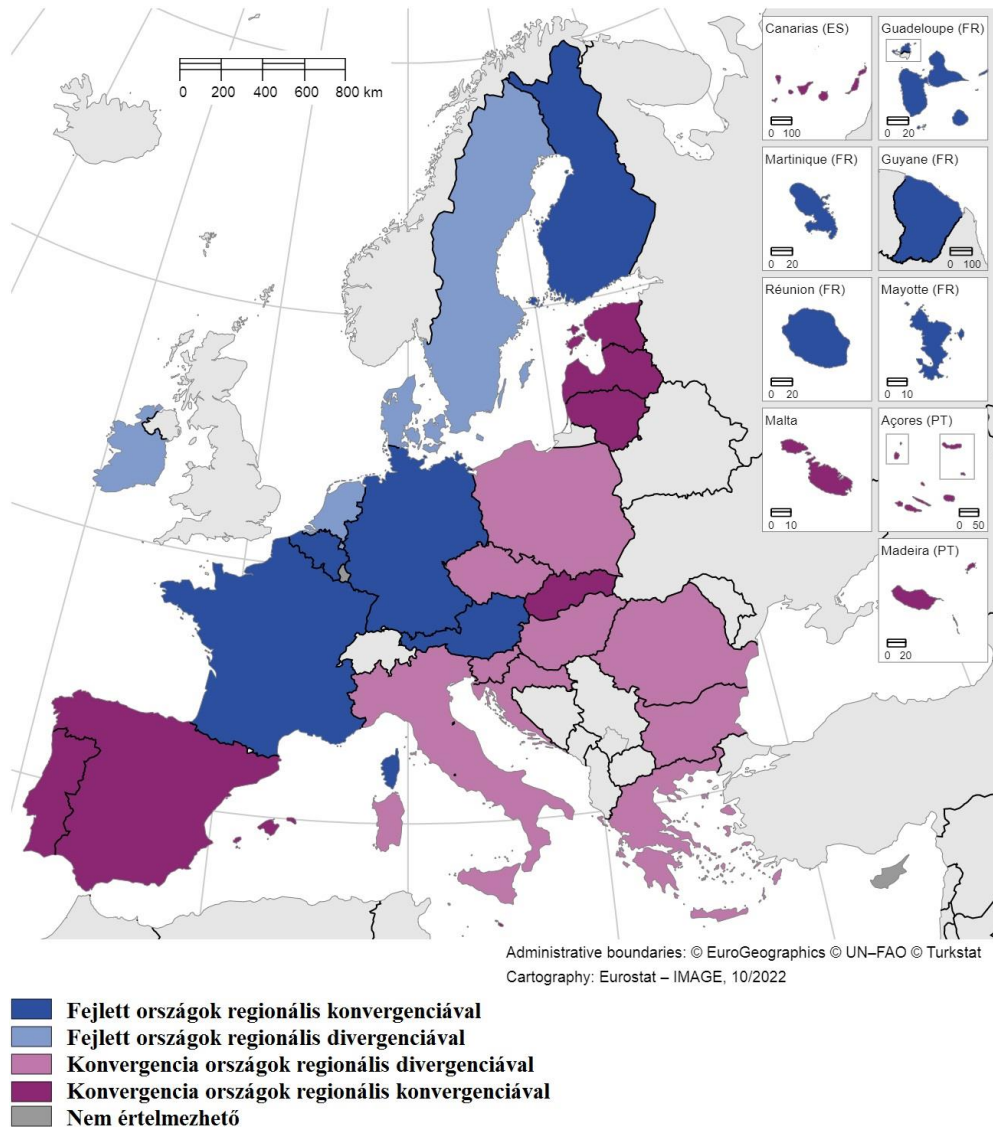 0 200 400 600 800 km
Canarias (ES)
0 100
Guadeloupe (FR)
0 20
Martinique (FR)
0 20
Guyane (FR)
0 100
Réunion (FR)
0 20
Mayotte (FR)
0 10
Malta
0 10
Açores (PT)
0 50
Madeira (PT)
0 20
Administrative boundaries: © EuroGeographics © UN–FAO © Turkstat
Cartography: Eurostat – IMAGE, 10/2022
Fejlett országok regionális konvergenciával
Fejlett országok regionális divergenciával
Konvergencia országok regionális divergenciával
Konvergencia országok regionális konvergenciával
Nem értelmezhető